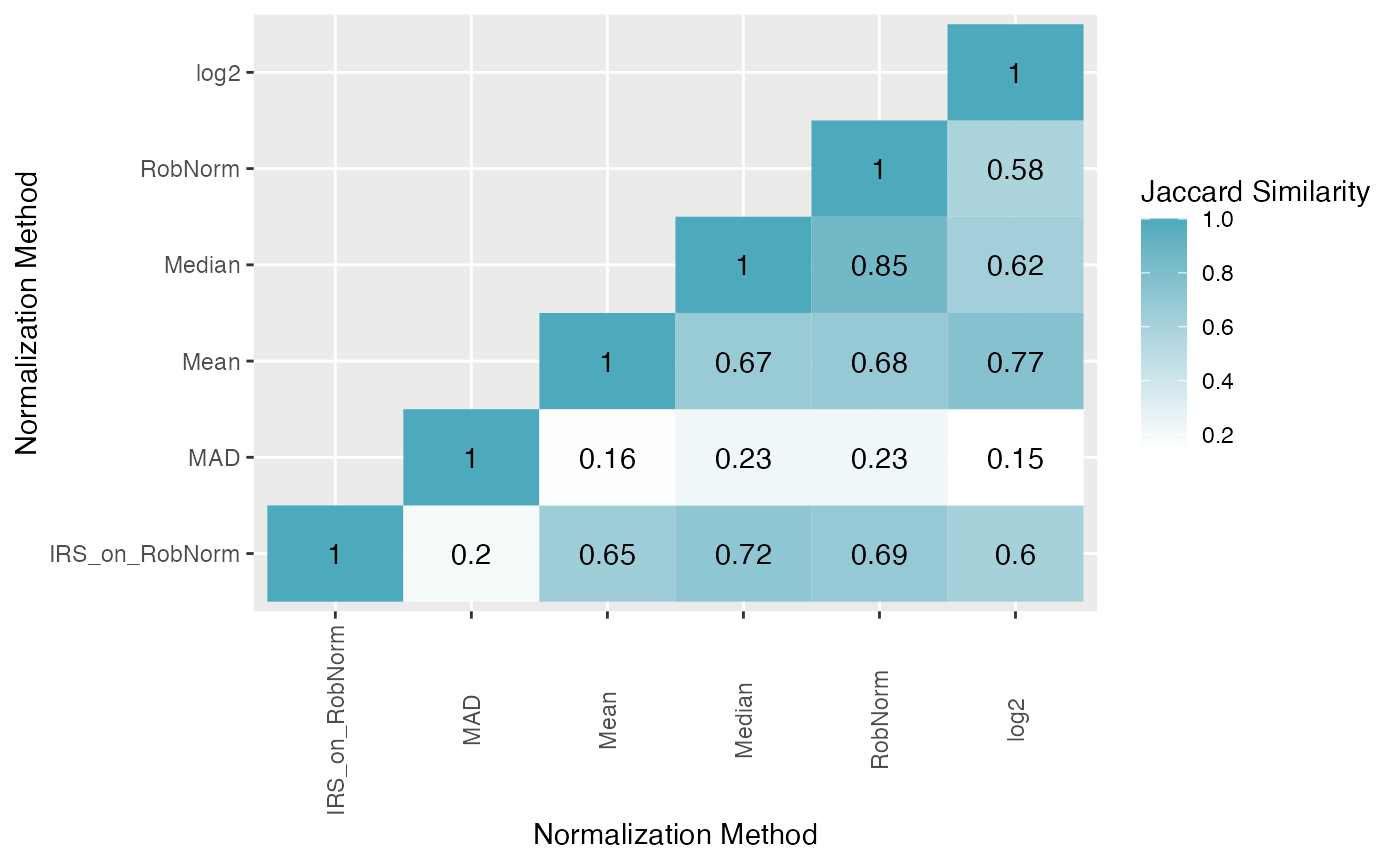 log2
1
RobNorm
1
0.58
Median
1
0.85
0.62
Mean
1
0.67
0.68
0.77
MAD
1
0.16
0.23
0.23
0.15
IRS_on_RobNorm
1
0.2
0.65
0.72
0.69
0.6
IRS_on_RobNorm
MAD
Mean
Median
RobNorm
log2
Normalization Method
Normalization Method
Jaccard Similarity
1.0
0.8
0.6
0.4
0.2